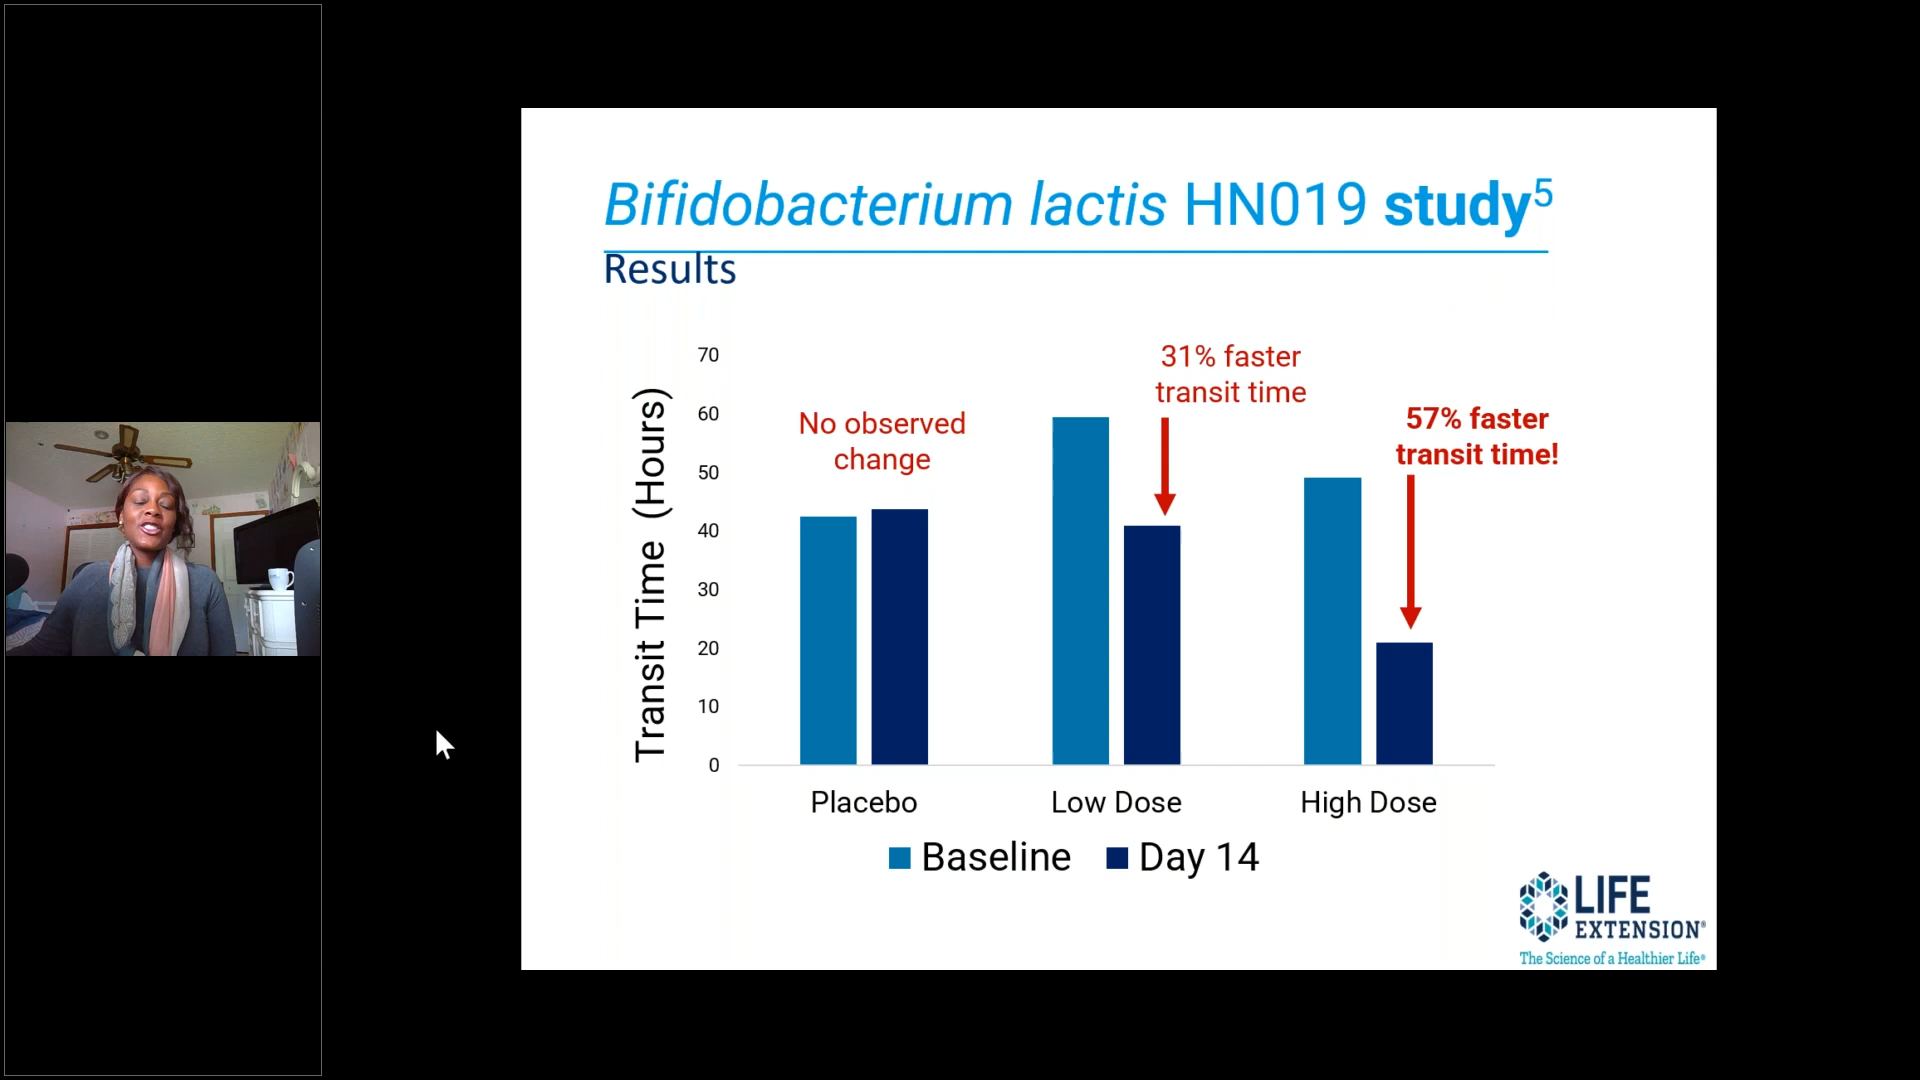 Bifidobacterium lactis HN019 study5
Results
Transit Time (Hours)
70
60
50
40
30
20
10
0
No observed
change
31% faster
transit time
57% faster
transit time!
Placebo
Low Dose
High Dose
Baseline
Day 14
LIFE
EXTENSION®
The Science of a Healthier Life®